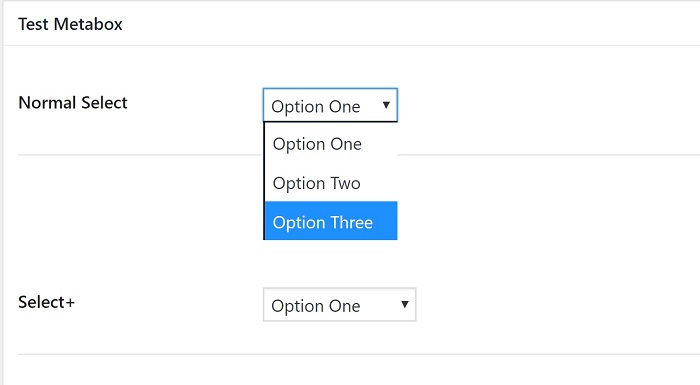 Test Metabox
Normal Select
Option One
Option One
Option Two
Option Three
Select+
Option One